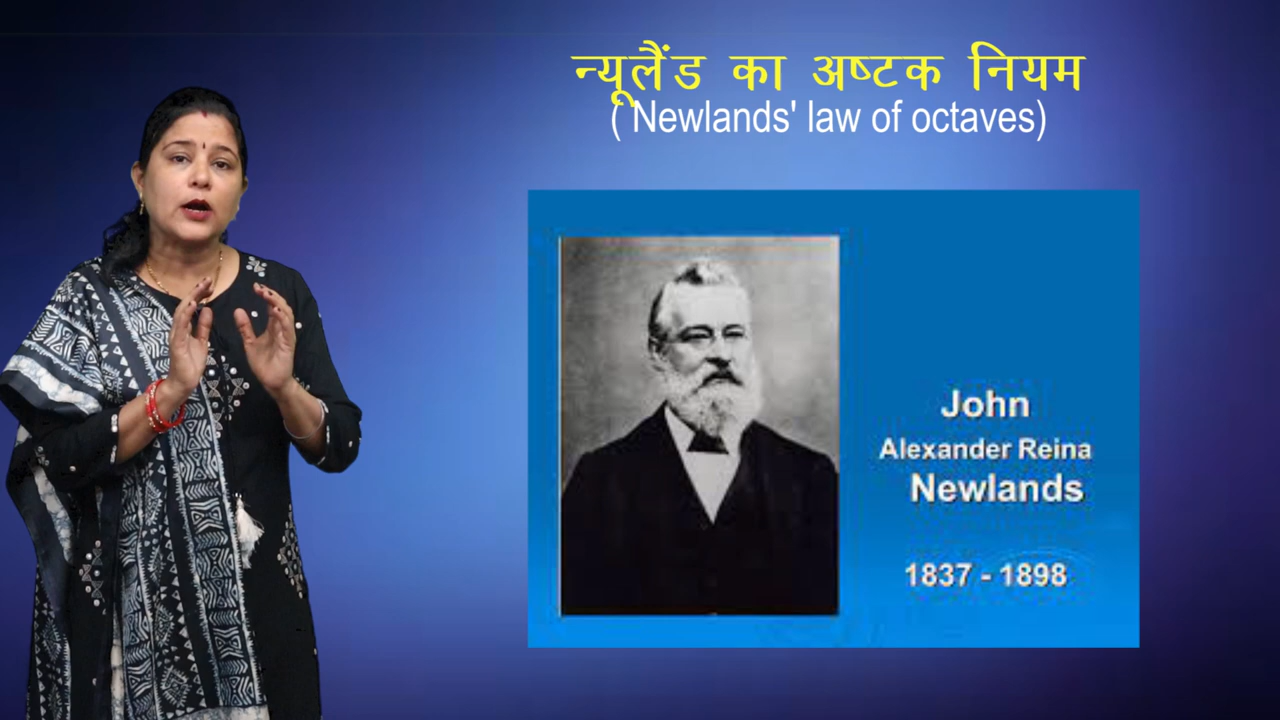 न्यूलैंड का अष्टक नियम
( Newlands' law of octaves)
John
Alexander Reina
Newlands
1837 - 1898